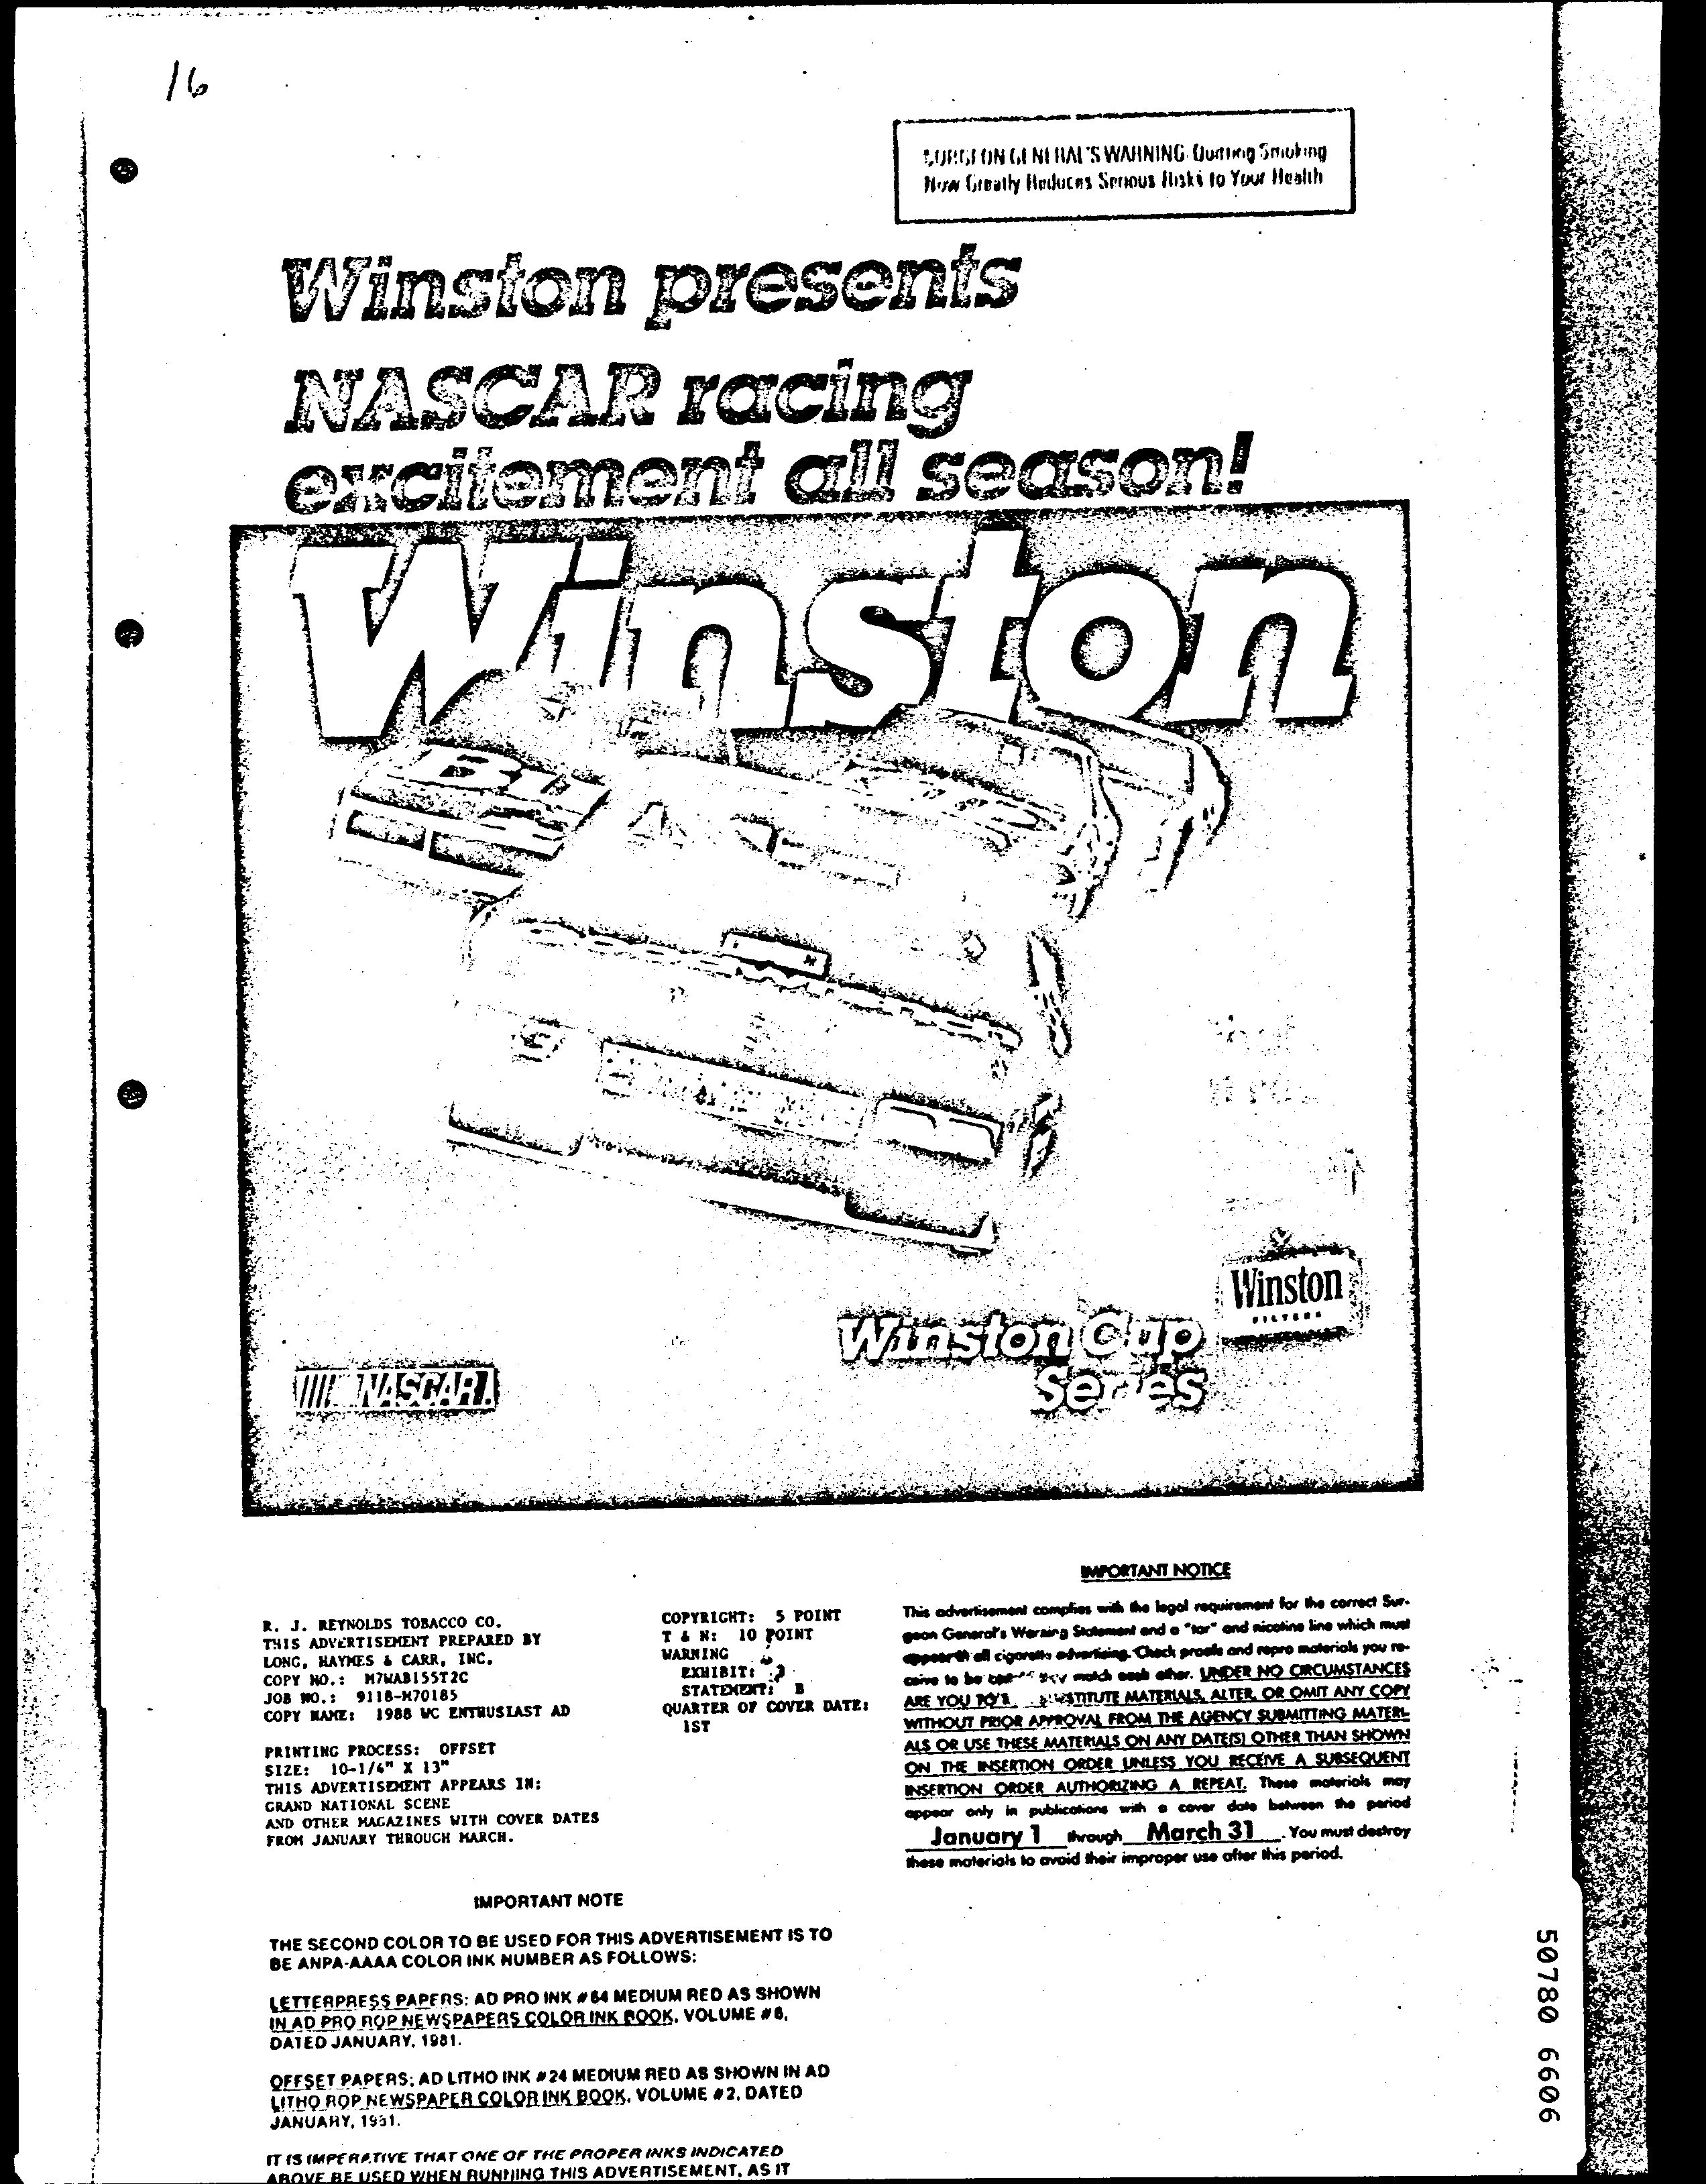 16
SURGEON GENERAL'S WARNING: Quitting Smoking
Now Greatly Reduces Serious Risks to Your Health
Winston presents
NASCAR racing
excitement all season!
Winston
Winston
FILTERS
Winston Cup
Series
NASCAR
R. J. REYNOLDS TOBACCO CO.
THIS ADVERTISEMENT PREPARED BY
LONG, HAYMES & CARR, INC.
COPY NO.: M7WAB155T2C
JOB NO.: 9118-M70185
COPY NAME: 1988 WC ENTHUSIAST AD
PRINTING PROCESS: OFFSET
SIZE: 10-1/4" X 13"
THIS ADVERTISEMENT APPEARS IN:
GRAND NATIONAL SCENE
AND OTHER MAGAZINES WITH COVER DATES
FROM JANUARY THROUGH MARCH.
COPYRIGHT: 5 POINT
T & N: 10 POINT
WARNING
EXHIBIT:
STATEMENT: B
QUARTER OF COVER DATE:
1ST
IMPORTANT NOTICE
This advertisement complies with the legal requirement for the correct Sur-
geon General's Warning Statement and a "tar" and nicotine line which must
appear in all cigarette advertising. Check proofs and repro materials you re-
ceive to be they match each other. UNDER NO CIRCUMSTANCES
ARE YOU TO SUBSTITUTE MATERIALS, ALTER, OR OMIT ANY COPY
WITHOUT PRIOR APPROVAL FROM THE AGENCY SUBMITTING MATERI-
ALS OR USE THESE MATERIALS ON ANY DATE(S) OTHER THAN SHOWN
ON THE INSERTION ORDER UNLESS YOU RECEIVE A SUBSEQUENT
INSERTION ORDER AUTHORIZING A REPEAT. These materials may
appear only in publications with a cover date between the period
January 1 through March 31. You must destroy
these materials to avoid their improper use after this period.
IMPORTANT NOTE
THE SECOND COLOR TO BE USED FOR THIS ADVERTISEMENT IS TO
BE ANPA-AAAA COLOR INK NUMBER AS FOLLOWS:
LETTERPRESS PAPERS: AD PRO INK #64 MEDIUM RED AS SHOWN
IN AD PRO ROP NEWSPAPERS COLOR INK BOOK, VOLUME #6,
DATED JANUARY, 1981.
OFFSET PAPERS: AD LITHO INK #24 MEDIUM RED AS SHOWN IN AD
LITHO ROP NEWSPAPER COLOR INK BOOK, VOLUME #2, DATED
JANUARY, 1981.
IT IS IMPERATIVE THAT ONE OF THE PROPER INKS INDICATED
ABOVE BE USED WHEN RUNNING THIS ADVERTISEMENT, AS IT
50780 6606